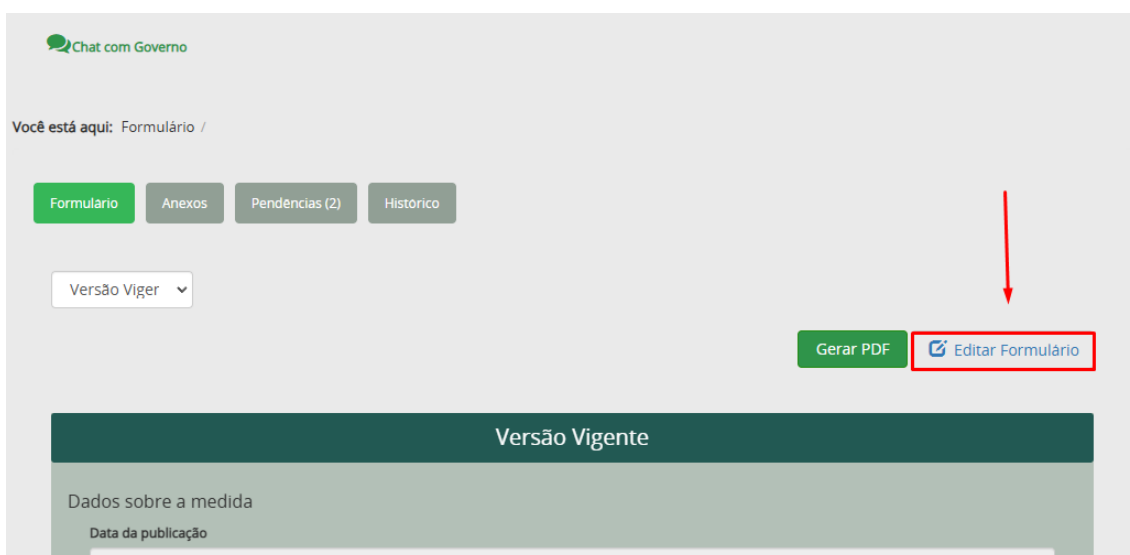 Chat com Governo
Você está aqui: Formulário /
Formulário Anexos Pendências (2) Histórico
Versão Viger
Gerar PDF Editar Formulário
Versão Vigente
Dados sobre a medida
Data da publicação